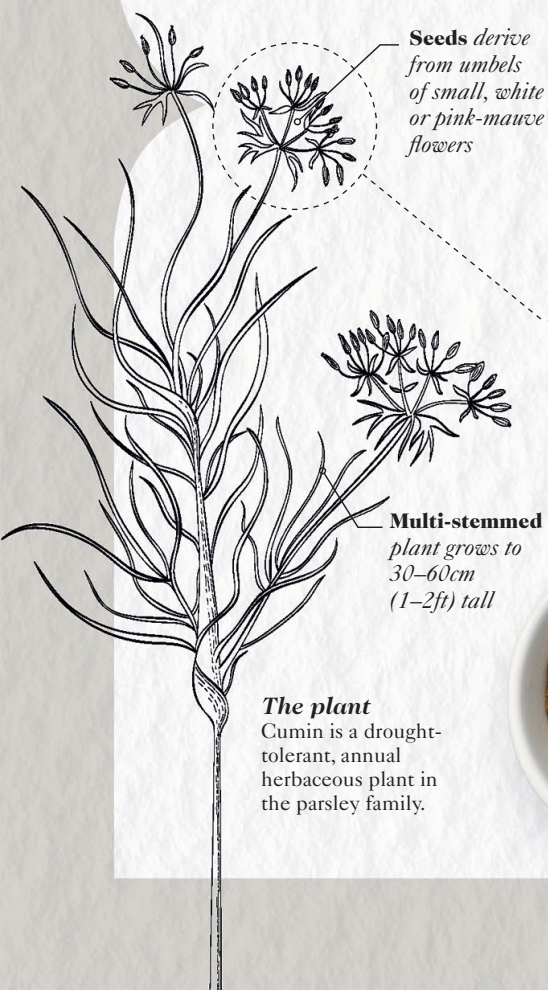 Seeds derive
from umbels
of small, white
or pink-mauve
flowers
Multi-stemmed
plant grows to
30–60cm
(1–2ft) tall
The plant
Cumin is a drought-
tolerant, annual
herbaceous plant in
the parsley family.